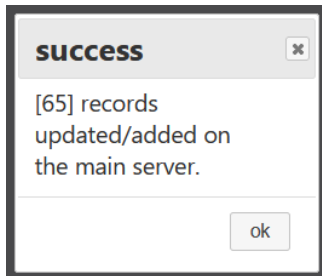 success
[65] records
updated/added on
the main server.
ok